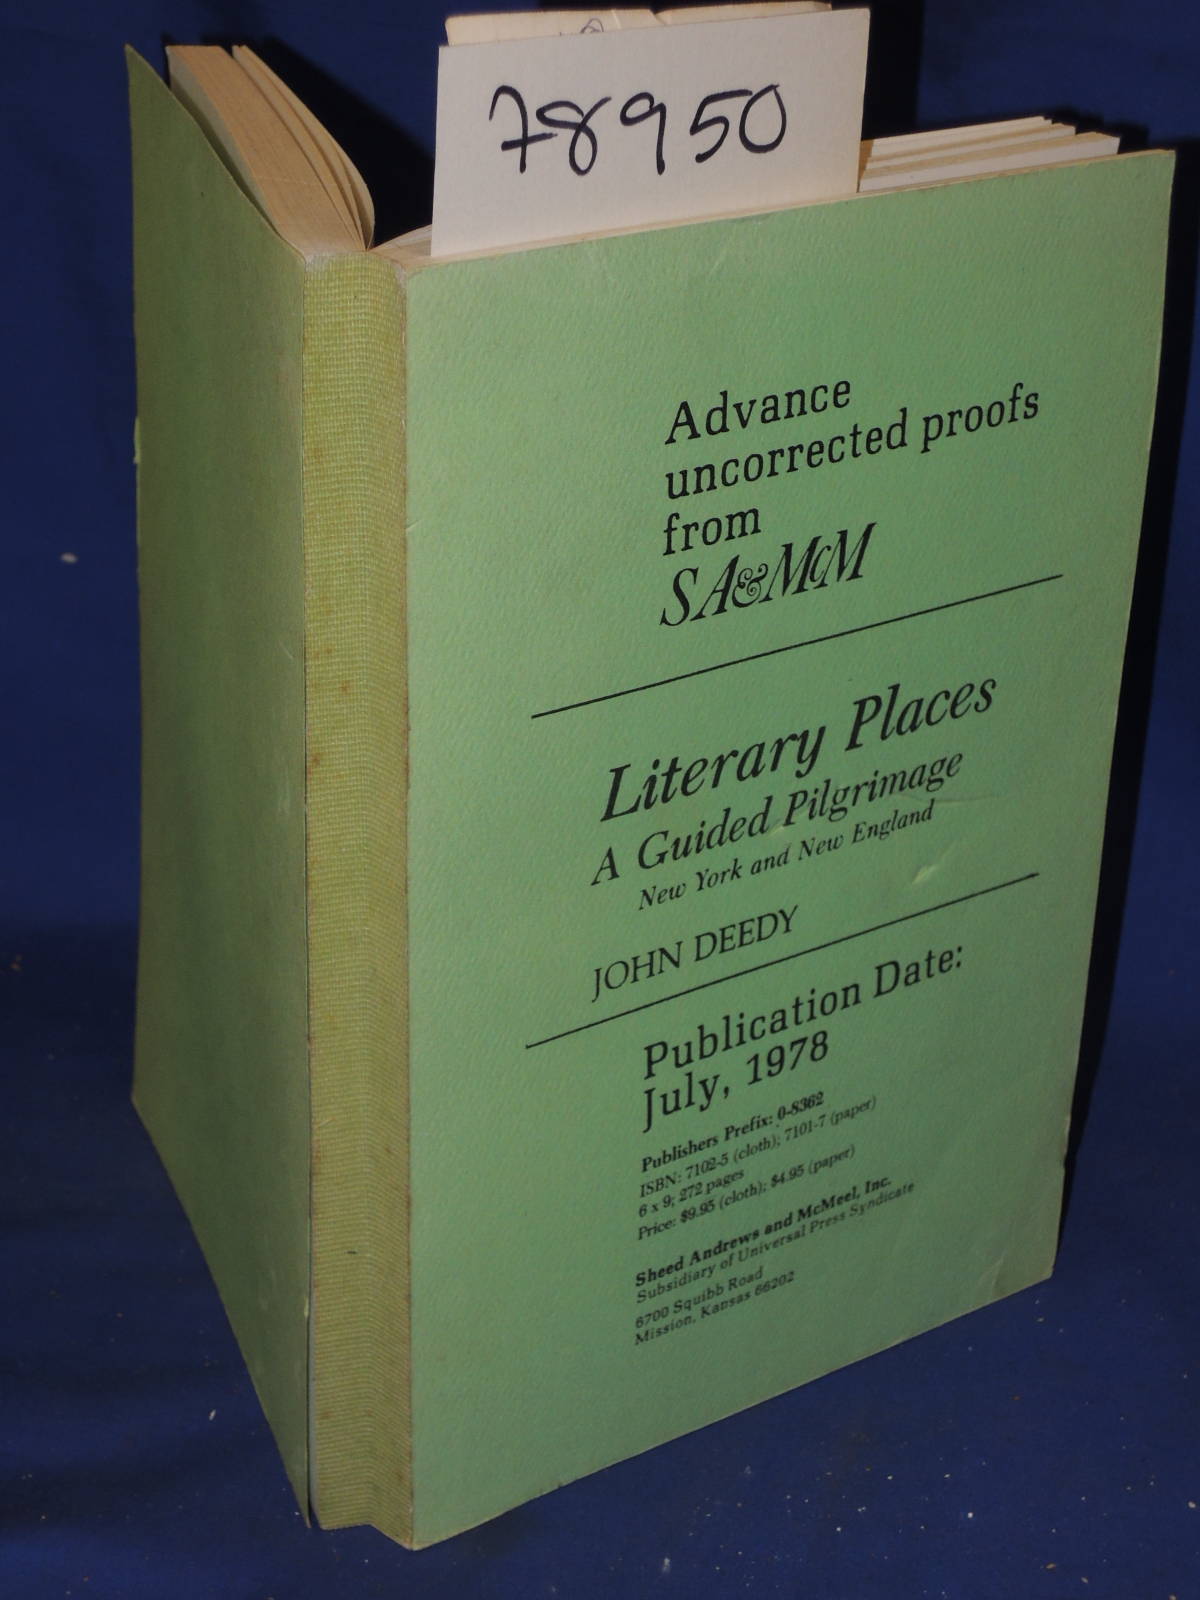 78950
Advance
uncorrected proofs
from
SA&McM
Literary Places
A Guided Pilgrimage
New York and New England
JOHN DEEDY
Publication Date:
July, 1978
Publishers Prefix: 0-8362
ISBN: 7102-5 (cloth); 7101-7 (paper)
6 x 9; 272 pages
Price: $9.95 (cloth); $4.95 (paper)
Sheed Andrews and McMeel, Inc.
Subsidiary of Universal Press Syndicate
6700 Squibb Road
Mission, Kansas 66202